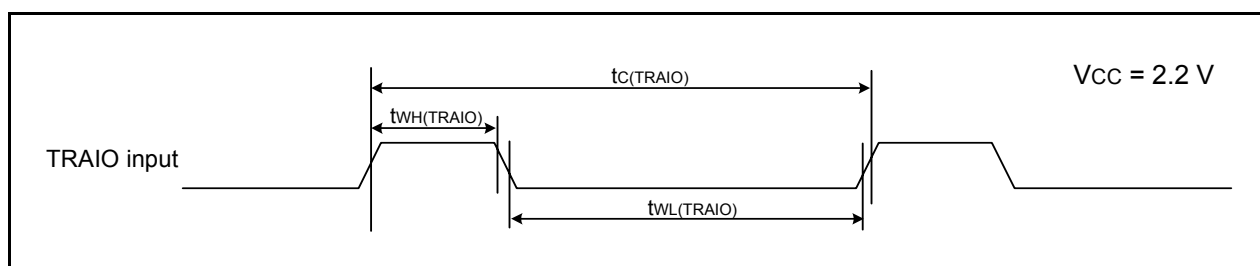 tC(TRAIO)
VCC = 2.2 V
tWH(TRAIO)
TRAIO input
tWL(TRAIO)